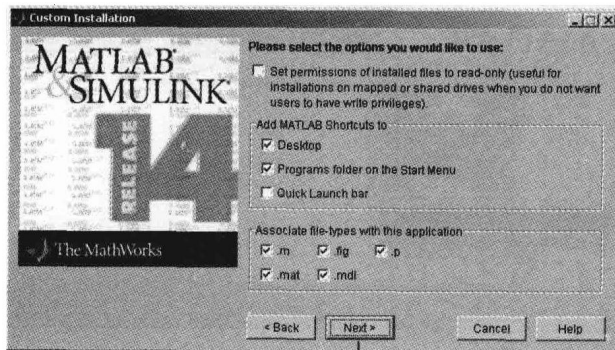 Custom Installation
MATLAB®
&SIMULINK®
RELEASE
14
The MathWorks
Please select the options you would like to use:
Set permissions of installed files to read-only (useful for
installations on mapped or shared drives when you do not want
users to have write privileges).
Add MATLAB Shortcuts to
Desktop
Programs folder on the Start Menu
Quick Launch bar
Associate file-types with this application
.m .fig .p
.mat .mdl
< Back Next > Cancel Help